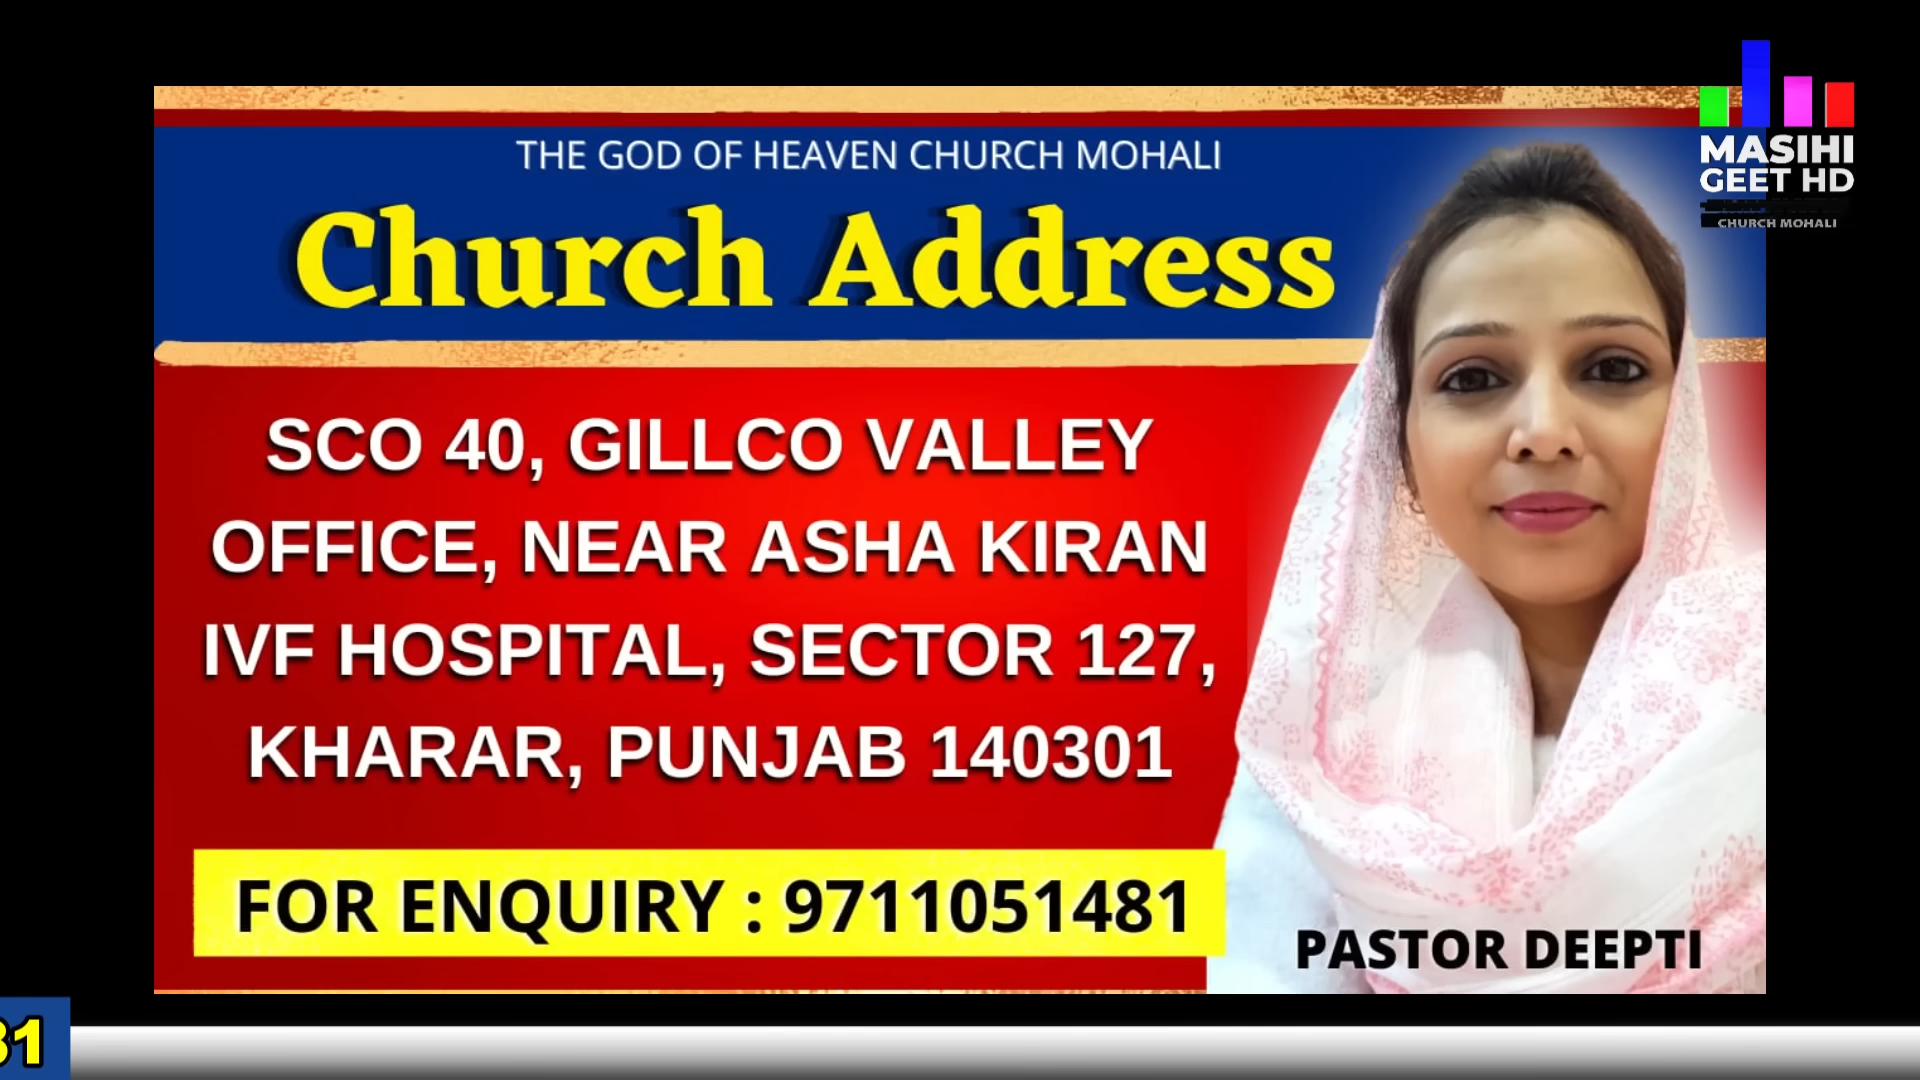 THE GOD OF HEAVEN CHURCH MOHALI
Church Address
SCO 40, GILLCO VALLEY
OFFICE, NEAR ASHA KIRAN
IVF HOSPITAL, SECTOR 127,
KHARAR, PUNJAB 140301
FOR ENQUIRY : 9711051481
PASTOR DEEPTI
MASIHI
GEET HD
CHURCH MOHALI
81